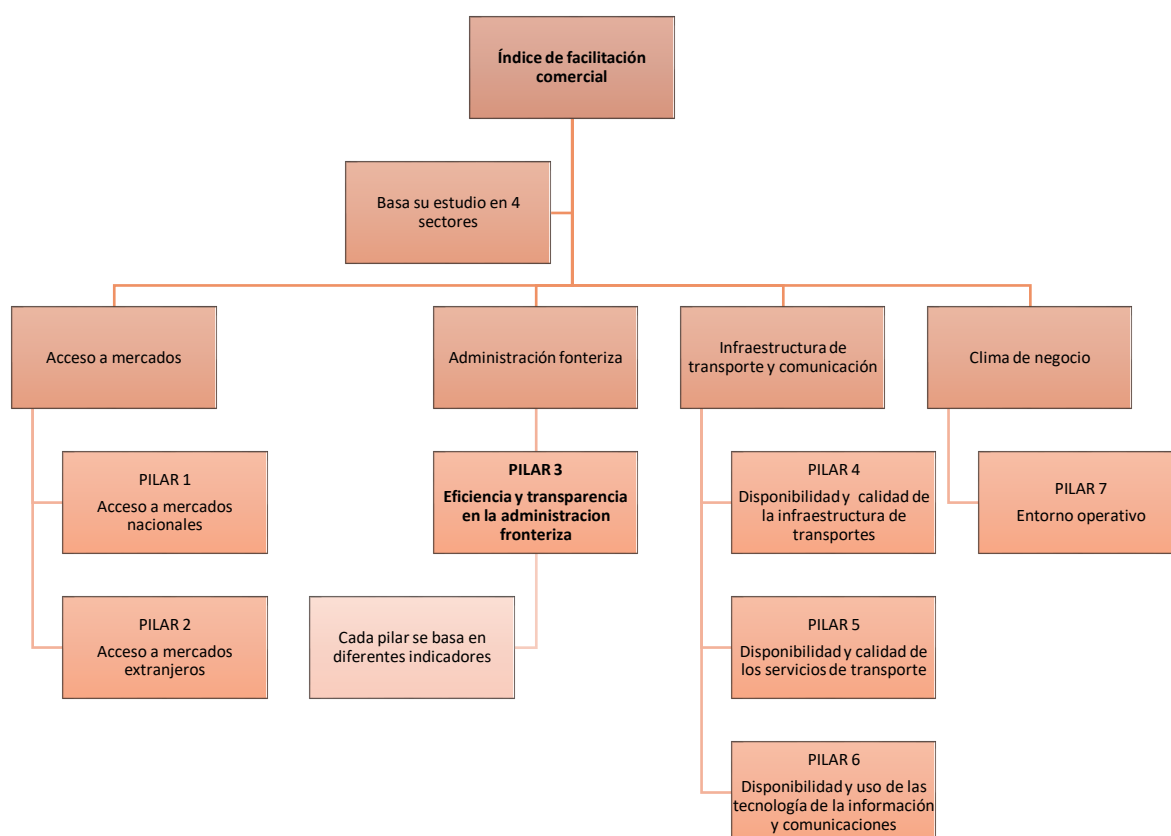 Índice de facilitación
comercial
Basa su estudio en 4
sectores
Acceso a mercados
Administración fonteriza
Infraestructura de
transporte y comunicación
Clima de negocio
PILAR 1
Acceso a mercados
nacionales
PILAR 3
Eficiencia y transparencia
en la administracion
fronteriza
PILAR 4
Disponibilidad y calidad de
la infraestructura de
transportes
PILAR 7
Entorno operativo
PILAR 2
Acceso a mercados
extranjeros
Cada pilar se basa en
diferentes indicadores
PILAR 5
Disponibilidad y calidad de
los servicios de transporte
PILAR 6
Disponibilidad y uso de las
tecnología de la información
y comunicaciones